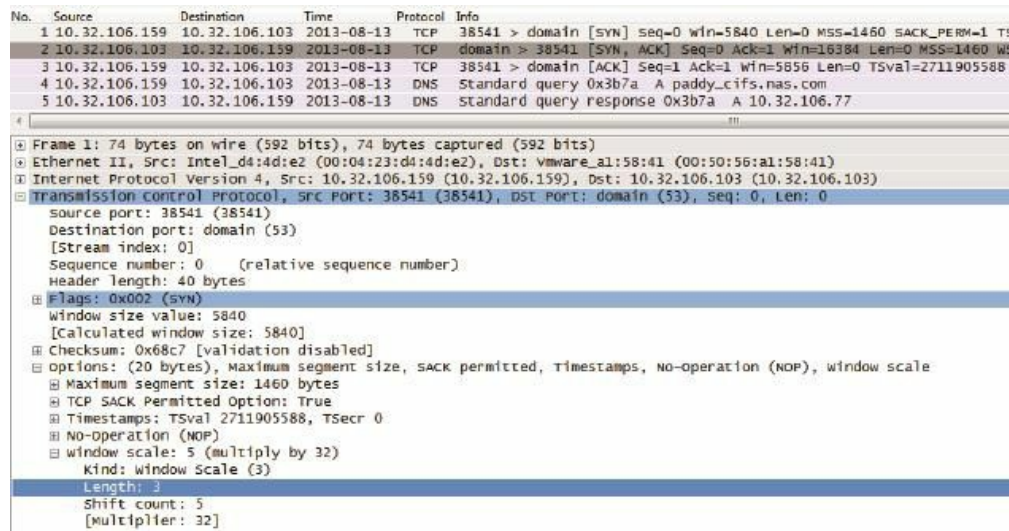 No. Source Destination Time Protocol Info
1 10.32.106.159 10.32.106.103 2013-08-13 TCP 38541 > domain [SYN] Seq=0 Win=5840 Len=0 MSS=1460 SACK_PERM=1 TS
2 10.32.106.103 10.32.106.159 2013-08-13 TCP domain > 38541 [SYN, ACK] Seq=0 Ack=1 Win=16384 Len=0 MSS=1460 WS
3 10.32.106.159 10.32.106.103 2013-08-13 TCP 38541 > domain [ACK] Seq=1 Ack=1 Win=5856 Len=0 TSval=2711905588
4 10.32.106.159 10.32.106.103 2013-08-13 DNS Standard query 0x3b7a A paddy_cifs.nas.com
5 10.32.106.103 10.32.106.159 2013-08-13 DNS Standard query response 0x3b7a A 10.32.106.77
Frame 1: 74 bytes on wire (592 bits), 74 bytes captured (592 bits)
Ethernet II, Src: Intel_d4:4d:e2 (00:04:23:d4:4d:e2), Dst: Vmware_a1:58:41 (00:50:56:a1:58:41)
Internet Protocol Version 4, Src: 10.32.106.159 (10.32.106.159), Dst: 10.32.106.103 (10.32.106.103)
Transmission Control Protocol, Src Port: 38541 (38541), Dst Port: domain (53), Seq: 0, Len: 0
Source port: 38541 (38541)
Destination port: domain (53)
[Stream index: 0]
Sequence number: 0 (relative sequence number)
Header length: 40 bytes
Flags: 0x002 (SYN)
Window size value: 5840
[Calculated window size: 5840]
Checksum: 0x68c7 [validation disabled]
Options: (20 bytes), Maximum segment size, SACK permitted, Timestamps, No-Operation (NOP), Window scale
Maximum segment size: 1460 bytes
TCP SACK Permitted Option: True
Timestamps: TSval 2711905588, TSecr 0
No-Operation (NOP)
Window scale: 5 (multiply by 32)
Kind: Window Scale (3)
Length: 3
Shift count: 5
[Multiplier: 32]